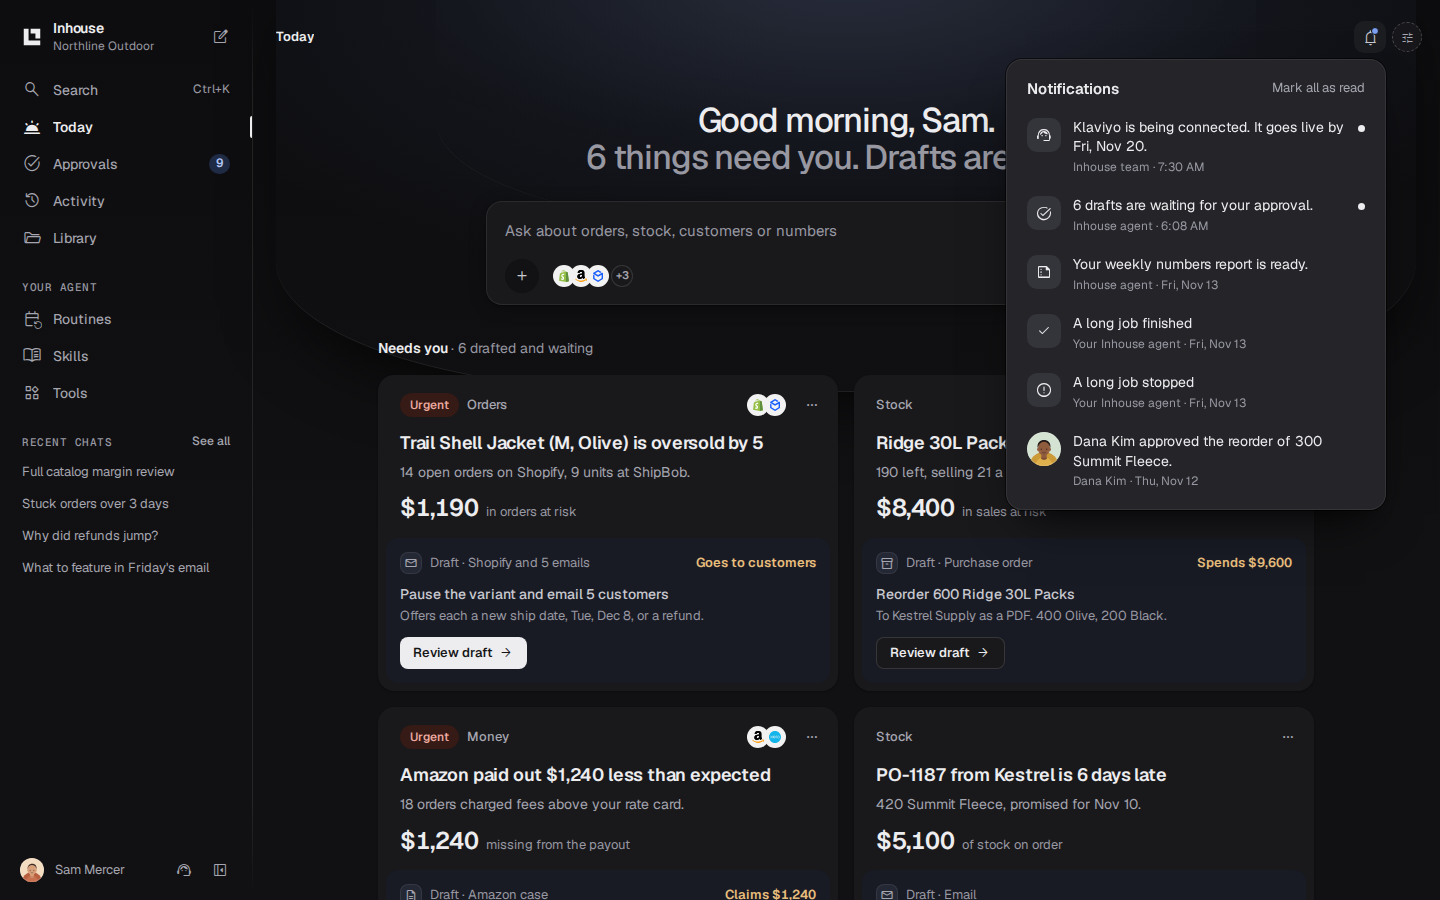 Inhouse
Northline Outdoor
Search
Ctrl+K
Today
Approvals
9
Activity
Library
YOUR AGENT
Routines
Skills
Tools
RECENT CHATS
See all
Full catalog margin review
Stuck orders over 3 days
Why did refunds jump?
What to feature in Friday's email
Sam Mercer
Today
Good morning, Sam.
6 things need you. Drafts are
Ask about orders, stock, customers or numbers
+3
Needs you · 6 drafted and waiting
Urgent
Orders
Trail Shell Jacket (M, Olive) is oversold by 5
14 open orders on Shopify, 9 units at ShipBob.
$1,190 in orders at risk
Draft · Shopify and 5 emails
Goes to customers
Pause the variant and email 5 customers
Offers each a new ship date, Tue, Dec 8, or a refund.
Review draft
Stock
Ridge 30L Pack
190 left, selling 21 a
$8,400 in sales at risk
Draft · Purchase order
Spends $9,600
Reorder 600 Ridge 30L Packs
To Kestrel Supply as a PDF. 400 Olive, 200 Black.
Review draft
Urgent
Money
Amazon paid out $1,240 less than expected
18 orders charged fees above your rate card.
$1,240 missing from the payout
Draft · Amazon case
Claims $1,240
Stock
PO-1187 from Kestrel is 6 days late
420 Summit Fleece, promised for Nov 10.
$5,100 of stock on order
Draft · Email
Notifications
Mark all as read
Klaviyo is being connected. It goes live by
Fri, Nov 20.
Inhouse team · 7:30 AM
6 drafts are waiting for your approval.
Inhouse agent · 6:08 AM
Your weekly numbers report is ready.
Inhouse agent · Fri, Nov 13
A long job finished
Your Inhouse agent · Fri, Nov 13
A long job stopped
Your Inhouse agent · Fri, Nov 13
Dana Kim approved the reorder of 300
Summit Fleece.
Dana Kim · Thu, Nov 12